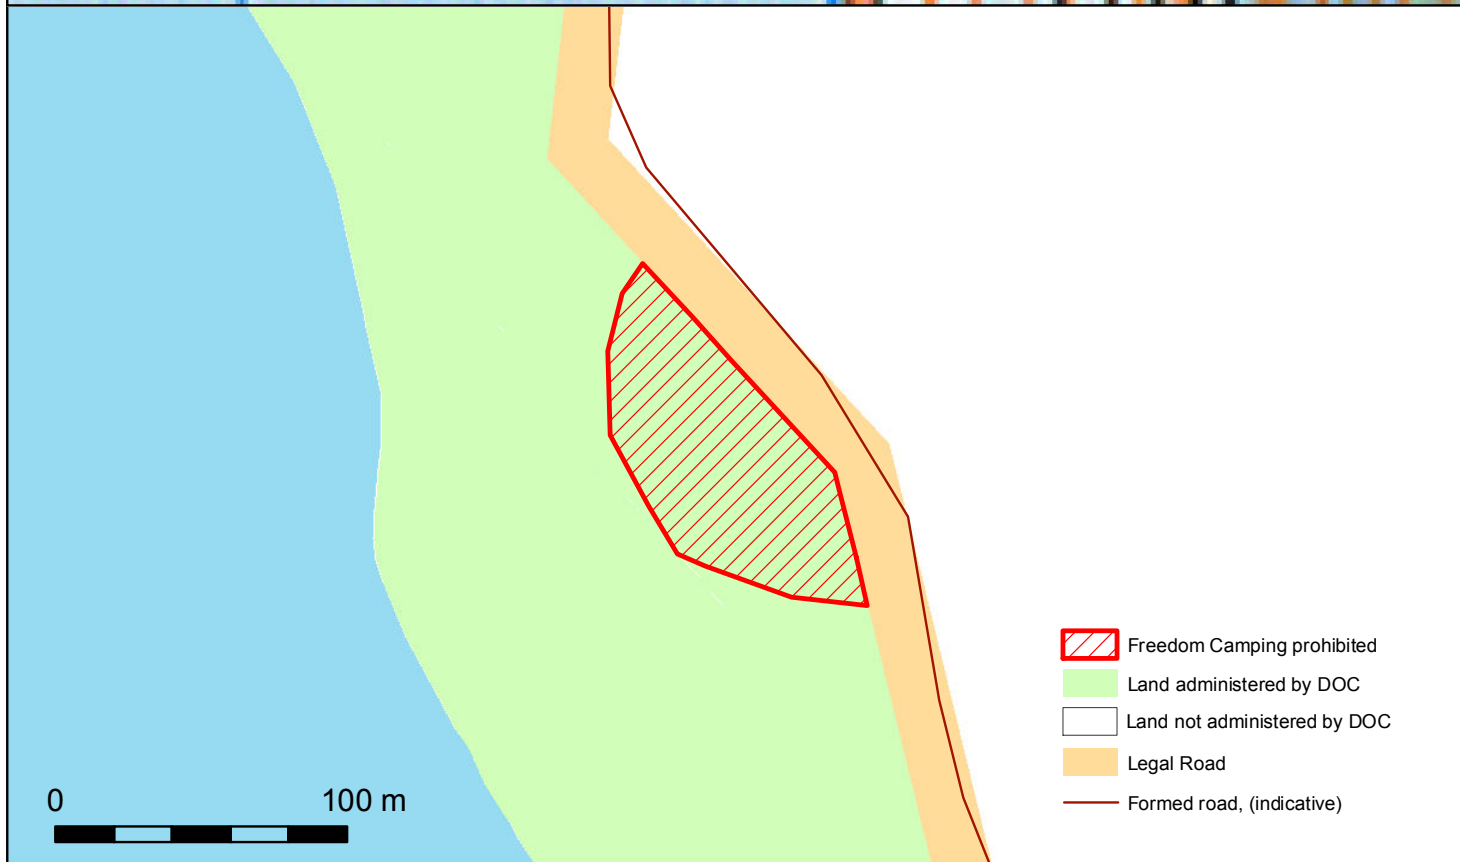 Freedom Camping prohibited
Land administered by DOC
Land not administered by DOC
Legal Road
Formed road, (indicative)
0 100 m